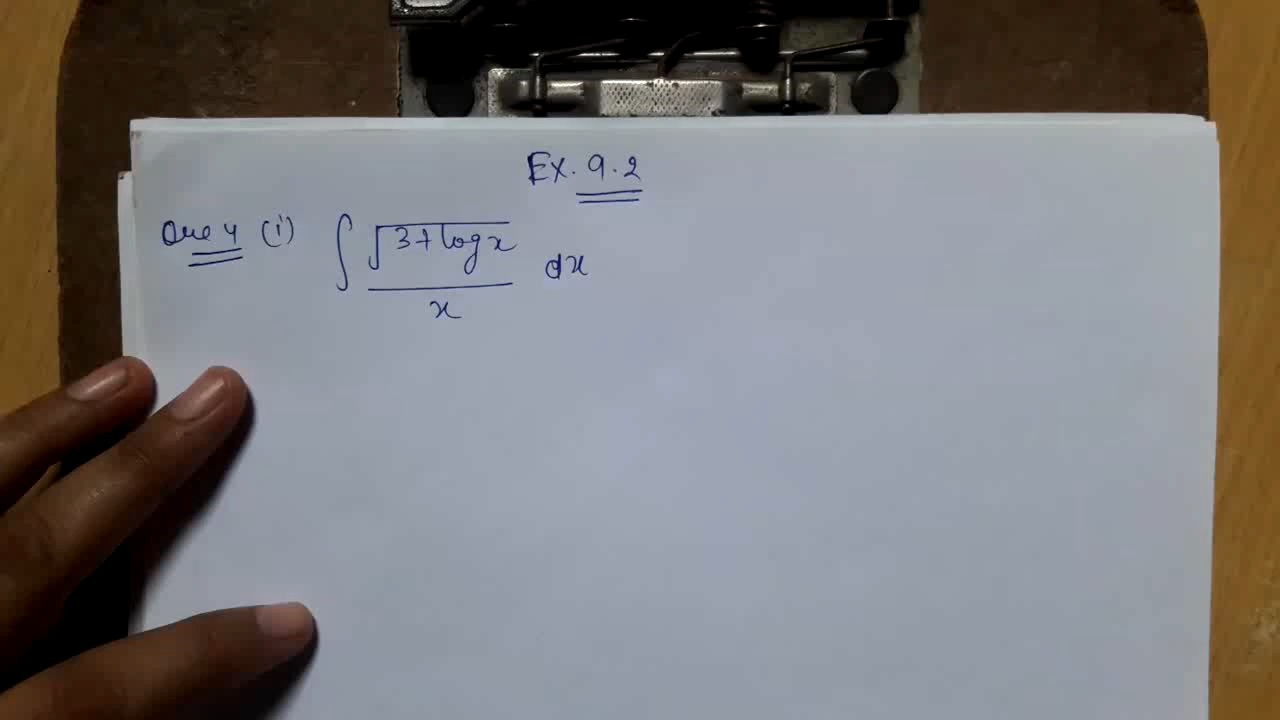 Ex. 9.2
Que 4 (i) ∫ √(3+log x) / x dx